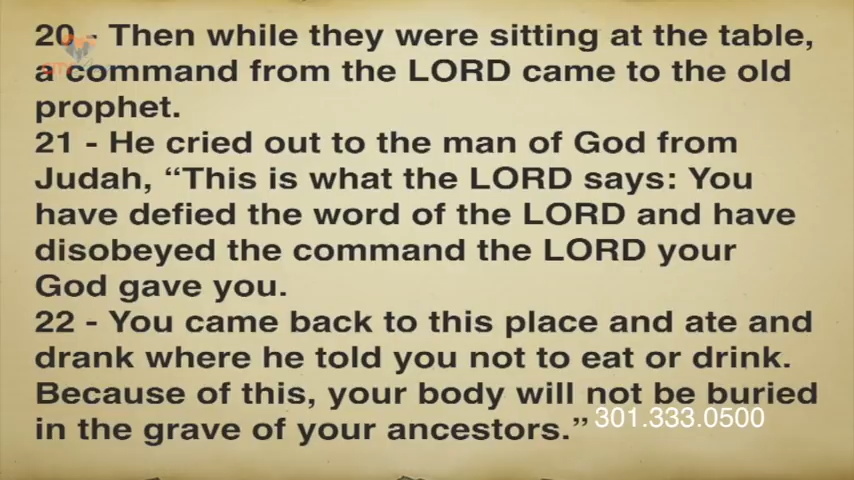 20 - Then while they were sitting at the table,
a command from the LORD came to the old
prophet.
21 - He cried out to the man of God from
Judah, “This is what the LORD says: You
have defied the word of the LORD and have
disobeyed the command the LORD your
God gave you.
22 - You came back to this place and ate and
drank where he told you not to eat or drink.
Because of this, your body will not be buried
in the grave of your ancestors.”
301.333.0500